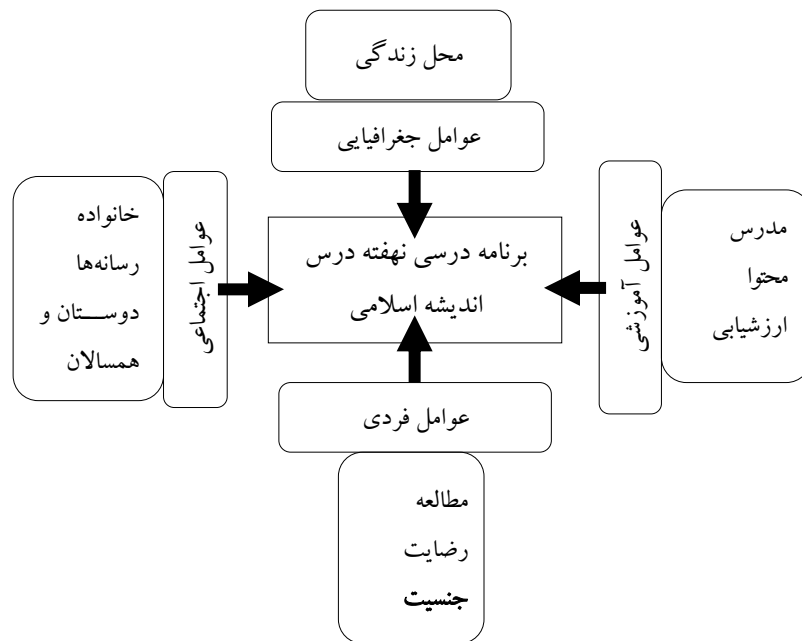 محل زندگی
عوامل جغرافیایی
مدرس
محتوا
ارزشیابی
عوامل آموزشی
برنامه درسی نهفته درس
اندیشه اسلامی
عوامل اجتماعی
خانواده
رسانه‌ها
دوســـتان و
همسالان
عوامل فردی
مطالعه
رضایت
جنسیت